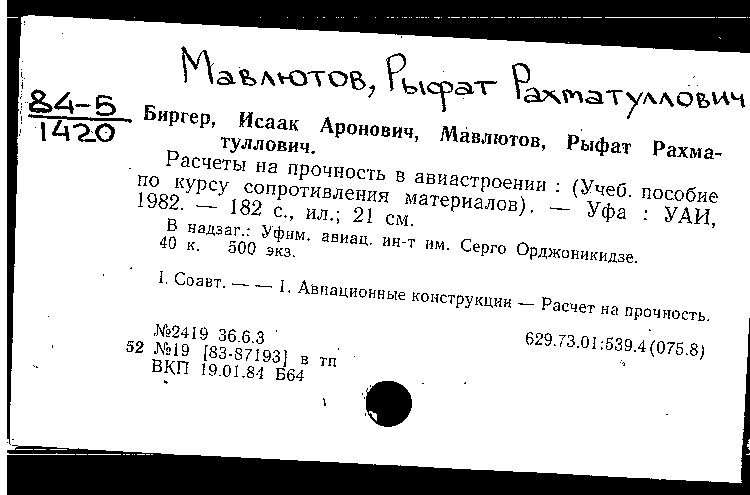 Мавлютов, Рыфат Рахматуллович
84-5
1420
Биргер, Исаак Аронович, Мавлютов, Рыфат Рахма-
туллович.
Расчеты на прочность в авиастроении : (Учеб. пособие
по курсу сопротивления материалов). — Уфа : УАИ,
1982. — 182 с., ил.; 21 см.
В надзаг.: Уфим. авиац. ин-т им. Серго Орджоникидзе.
40 к. 500 экз.
1. Соавт. — — 1. Авиационные конструкции — Расчет на прочность.
629.73.01:539.4(075.8)
№2419 36.6.3
52 №19 [83-87193] в тп
ВКП 19.01.84 Б64